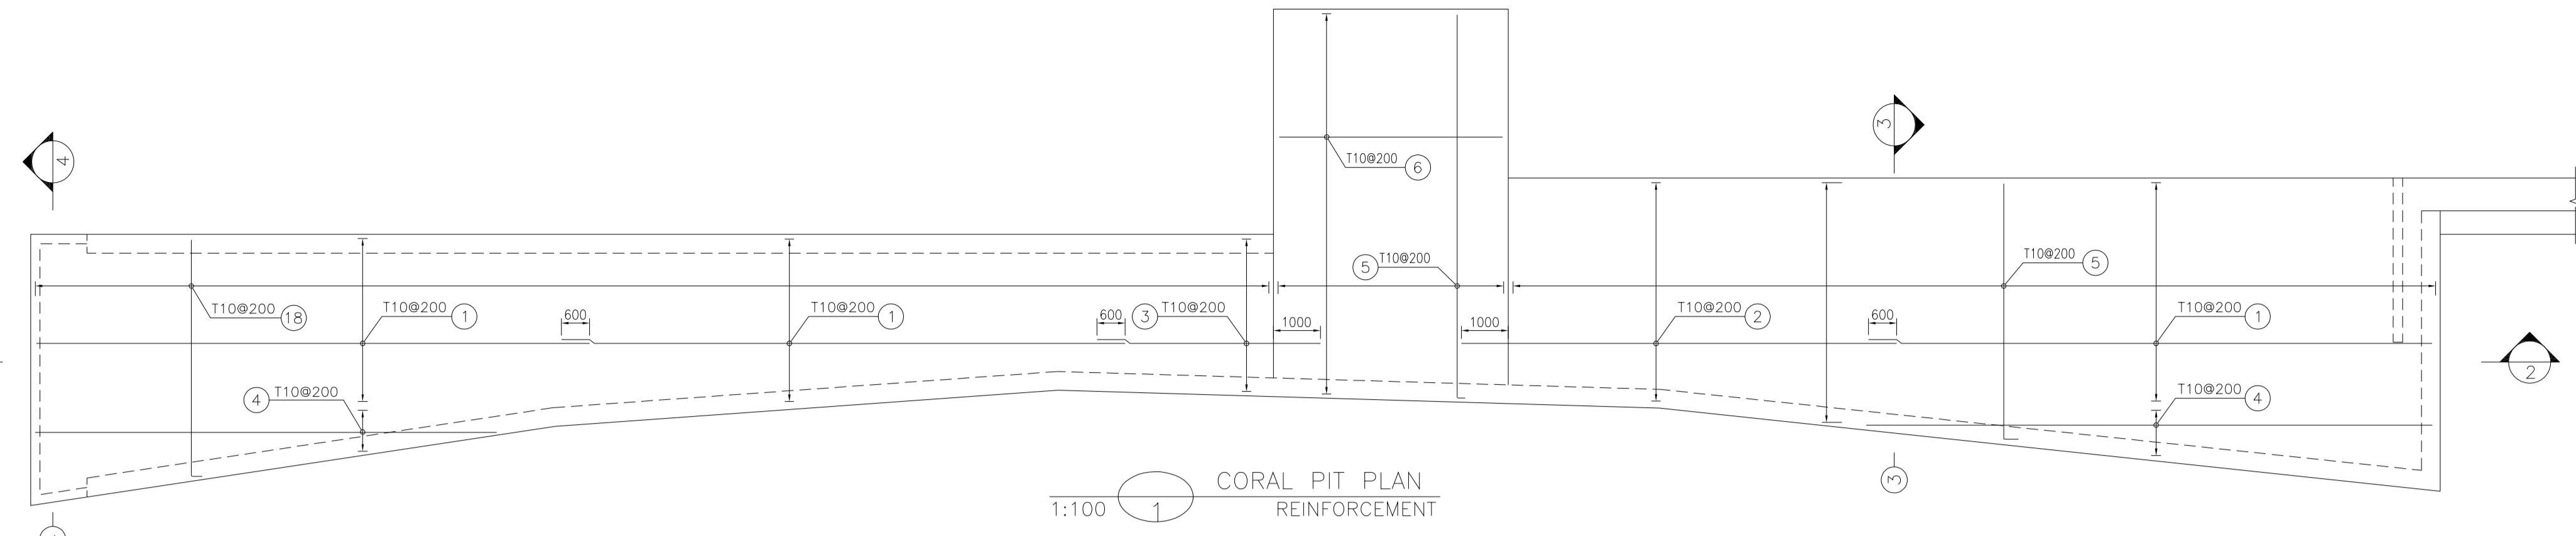 4
3
T10@200 6
5 T10@200
T10@200 5
T10@200 18
T10@200 1
600
T10@200 1
600
3 T10@200
1000
1000
T10@200 2
600
T10@200 1
4 T10@200
T10@200 4
2
3
CORAL PIT PLAN
1:100 1 REINFORCEMENT